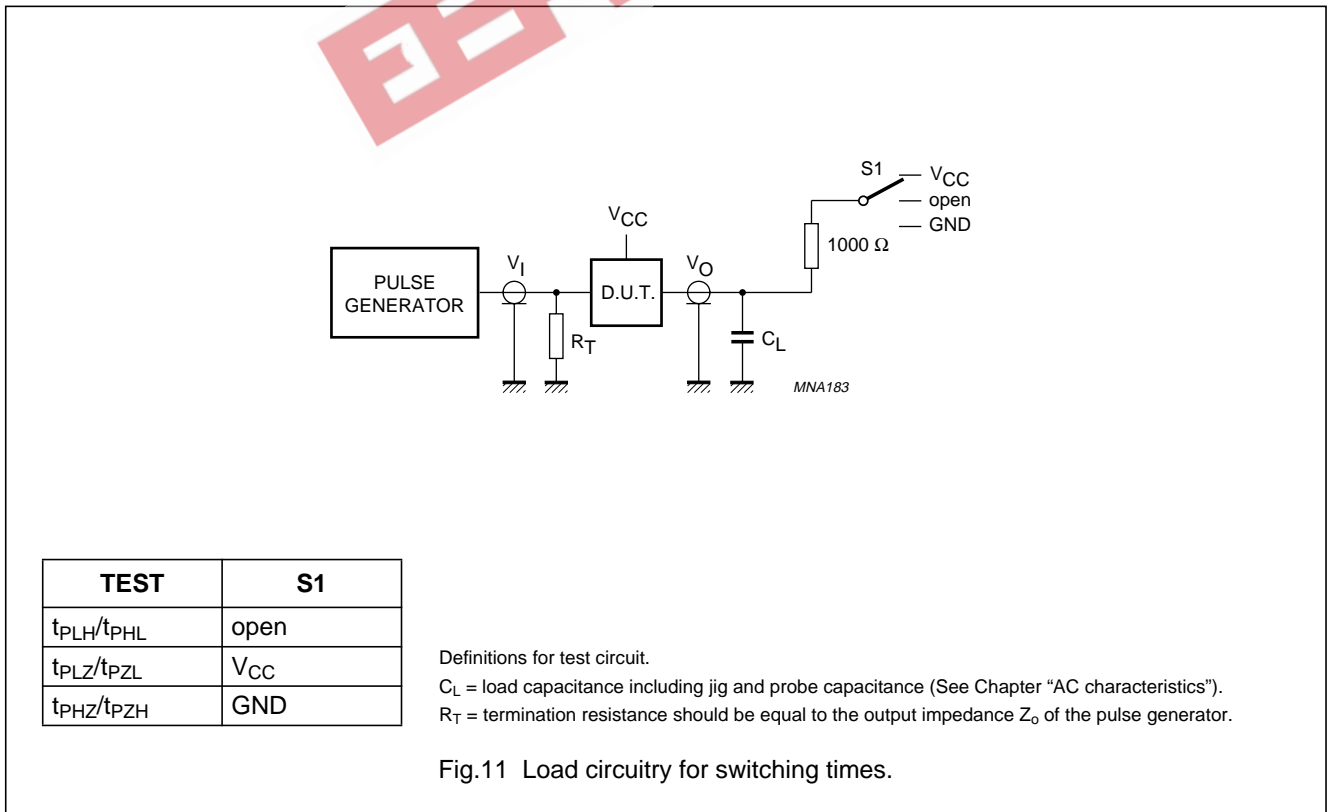 S1
VCC
open
GND
1000 Ω
VCC
VI
VO
PULSE
GENERATOR
D.U.T.
RT
CL
MNA183
TEST S1
tPLH/tPHL open
tPLZ/tPZL VCC
tPHZ/tPZH GND
Definitions for test circuit.
CL = load capacitance including jig and probe capacitance (See Chapter “AC characteristics”).
RT = termination resistance should be equal to the output impedance Zo of the pulse generator.
Fig.11 Load circuitry for switching times.